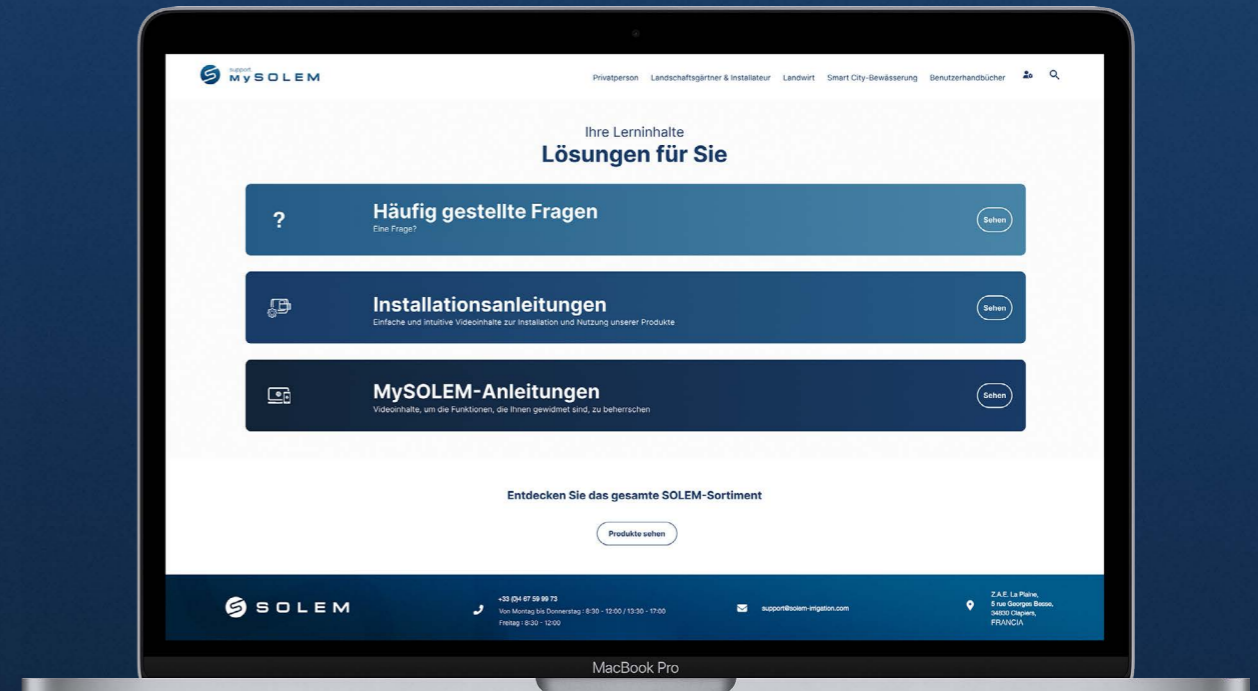 support
MySOLEM
Privatperson Landschaftsgärtner & Installateur Landwirt Smart City-Bewässerung Benutzerhandbücher
Ihre Lerninhalte
Lösungen für Sie
?
Häufig gestellte Fragen
Eine Frage?
Sehen
Installationsanleitungen
Einfache und intuitive Videoinhalte zur Installation und Nutzung unserer Produkte
Sehen
MySOLEM-Anleitungen
Videoinhalte, um die Funktionen, die Ihnen gewidmet sind, zu beherrschen
Sehen
Entdecken Sie das gesamte SOLEM-Sortiment
Produkte sehen
SOLEM
+33 (0)4 67 59 99 73
Von Montag bis Donnerstag : 8:30 - 12:00 / 13:30 - 17:00
Freitag : 8:30 - 12:00
support@solem-irrigation.com
Z.A.E. La Plaine,
5 rue Georges Besse,
34830 Clapiers,
FRANCIA
MacBook Pro